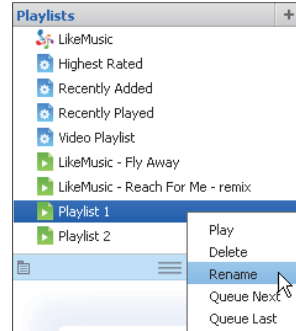 Playlists
LikeMusic
Highest Rated
Recently Added
Recently Played
Video Playlist
LikeMusic - Fly Away
LikeMusic - Reach For Me - remix
Playlist 1
Playlist 2
Play
Delete
Rename
Queue Next
Queue Last